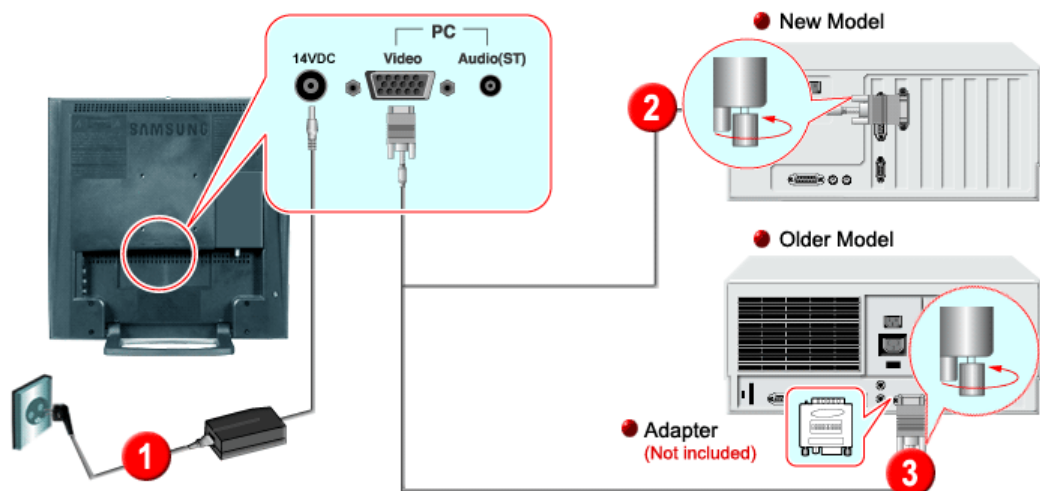 PC
14VDC
Video
Audio(ST)
SAMSUNG
1
New Model
2
Older Model
Adapter
(Not included)
3